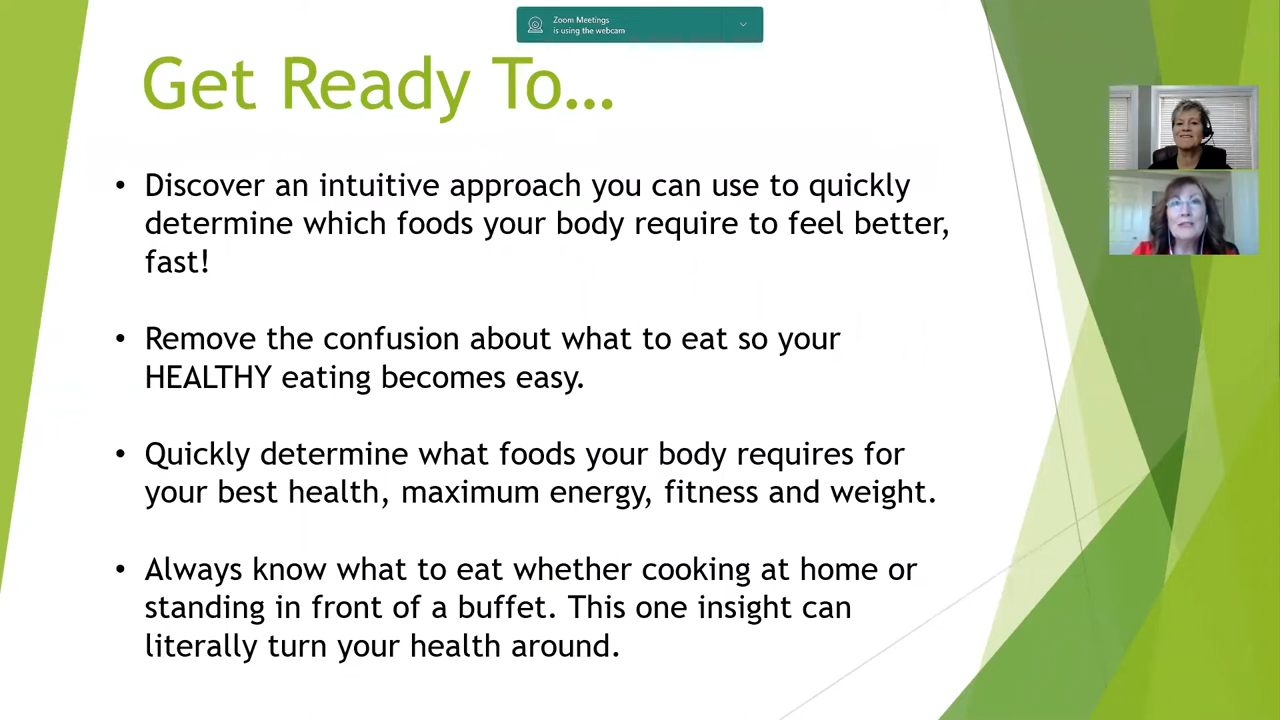 Zoom Meetings
is using the webcam
Get Ready To...
• Discover an intuitive approach you can use to quickly
determine which foods your body require to feel better,
fast!
• Remove the confusion about what to eat so your
HEALTHY eating becomes easy.
• Quickly determine what foods your body requires for
your best health, maximum energy, fitness and weight.
• Always know what to eat whether cooking at home or
standing in front of a buffet. This one insight can
literally turn your health around.